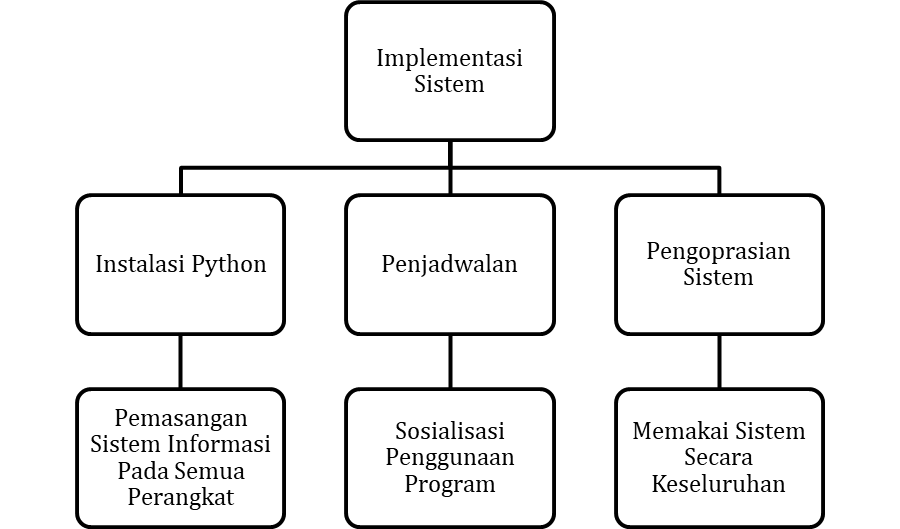 Implementasi
Sistem
Instalasi Python
Penjadwalan
Pengoprasian
Sistem
Pemasangan
Sistem Informasi
Pada Semua
Perangkat
Sosialisasi
Penggunaan
Program
Memakai Sistem
Secara
Keseluruhan